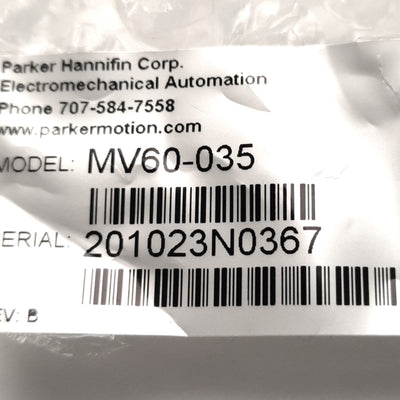 Parker Hannifin Corp.
Electromechanical Automation
Phone 707-584-7558
www.parkermotion.com
MODEL: MV60-035
ERIAL: 201023N0367
EV: B